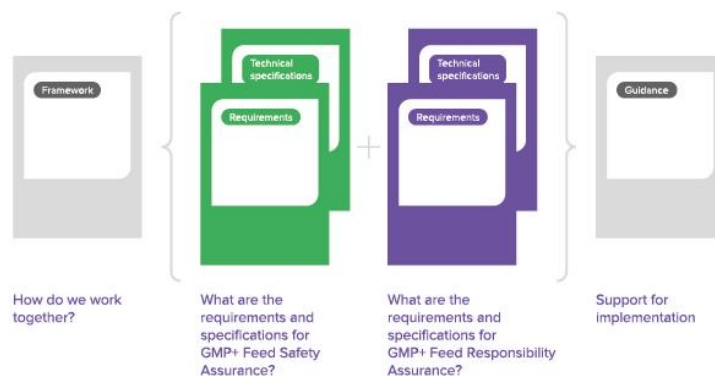 Framework
Technical
specifications
Requirements
+
Technical
specifications
Requirements
Guidance
How do we work
together?
What are the
requirements and
specifications for
GMP+ Feed Safety
Assurance?
What are the
requirements and
specifications for
GMP+ Feed Responsibility
Assurance?
Support for
implementation